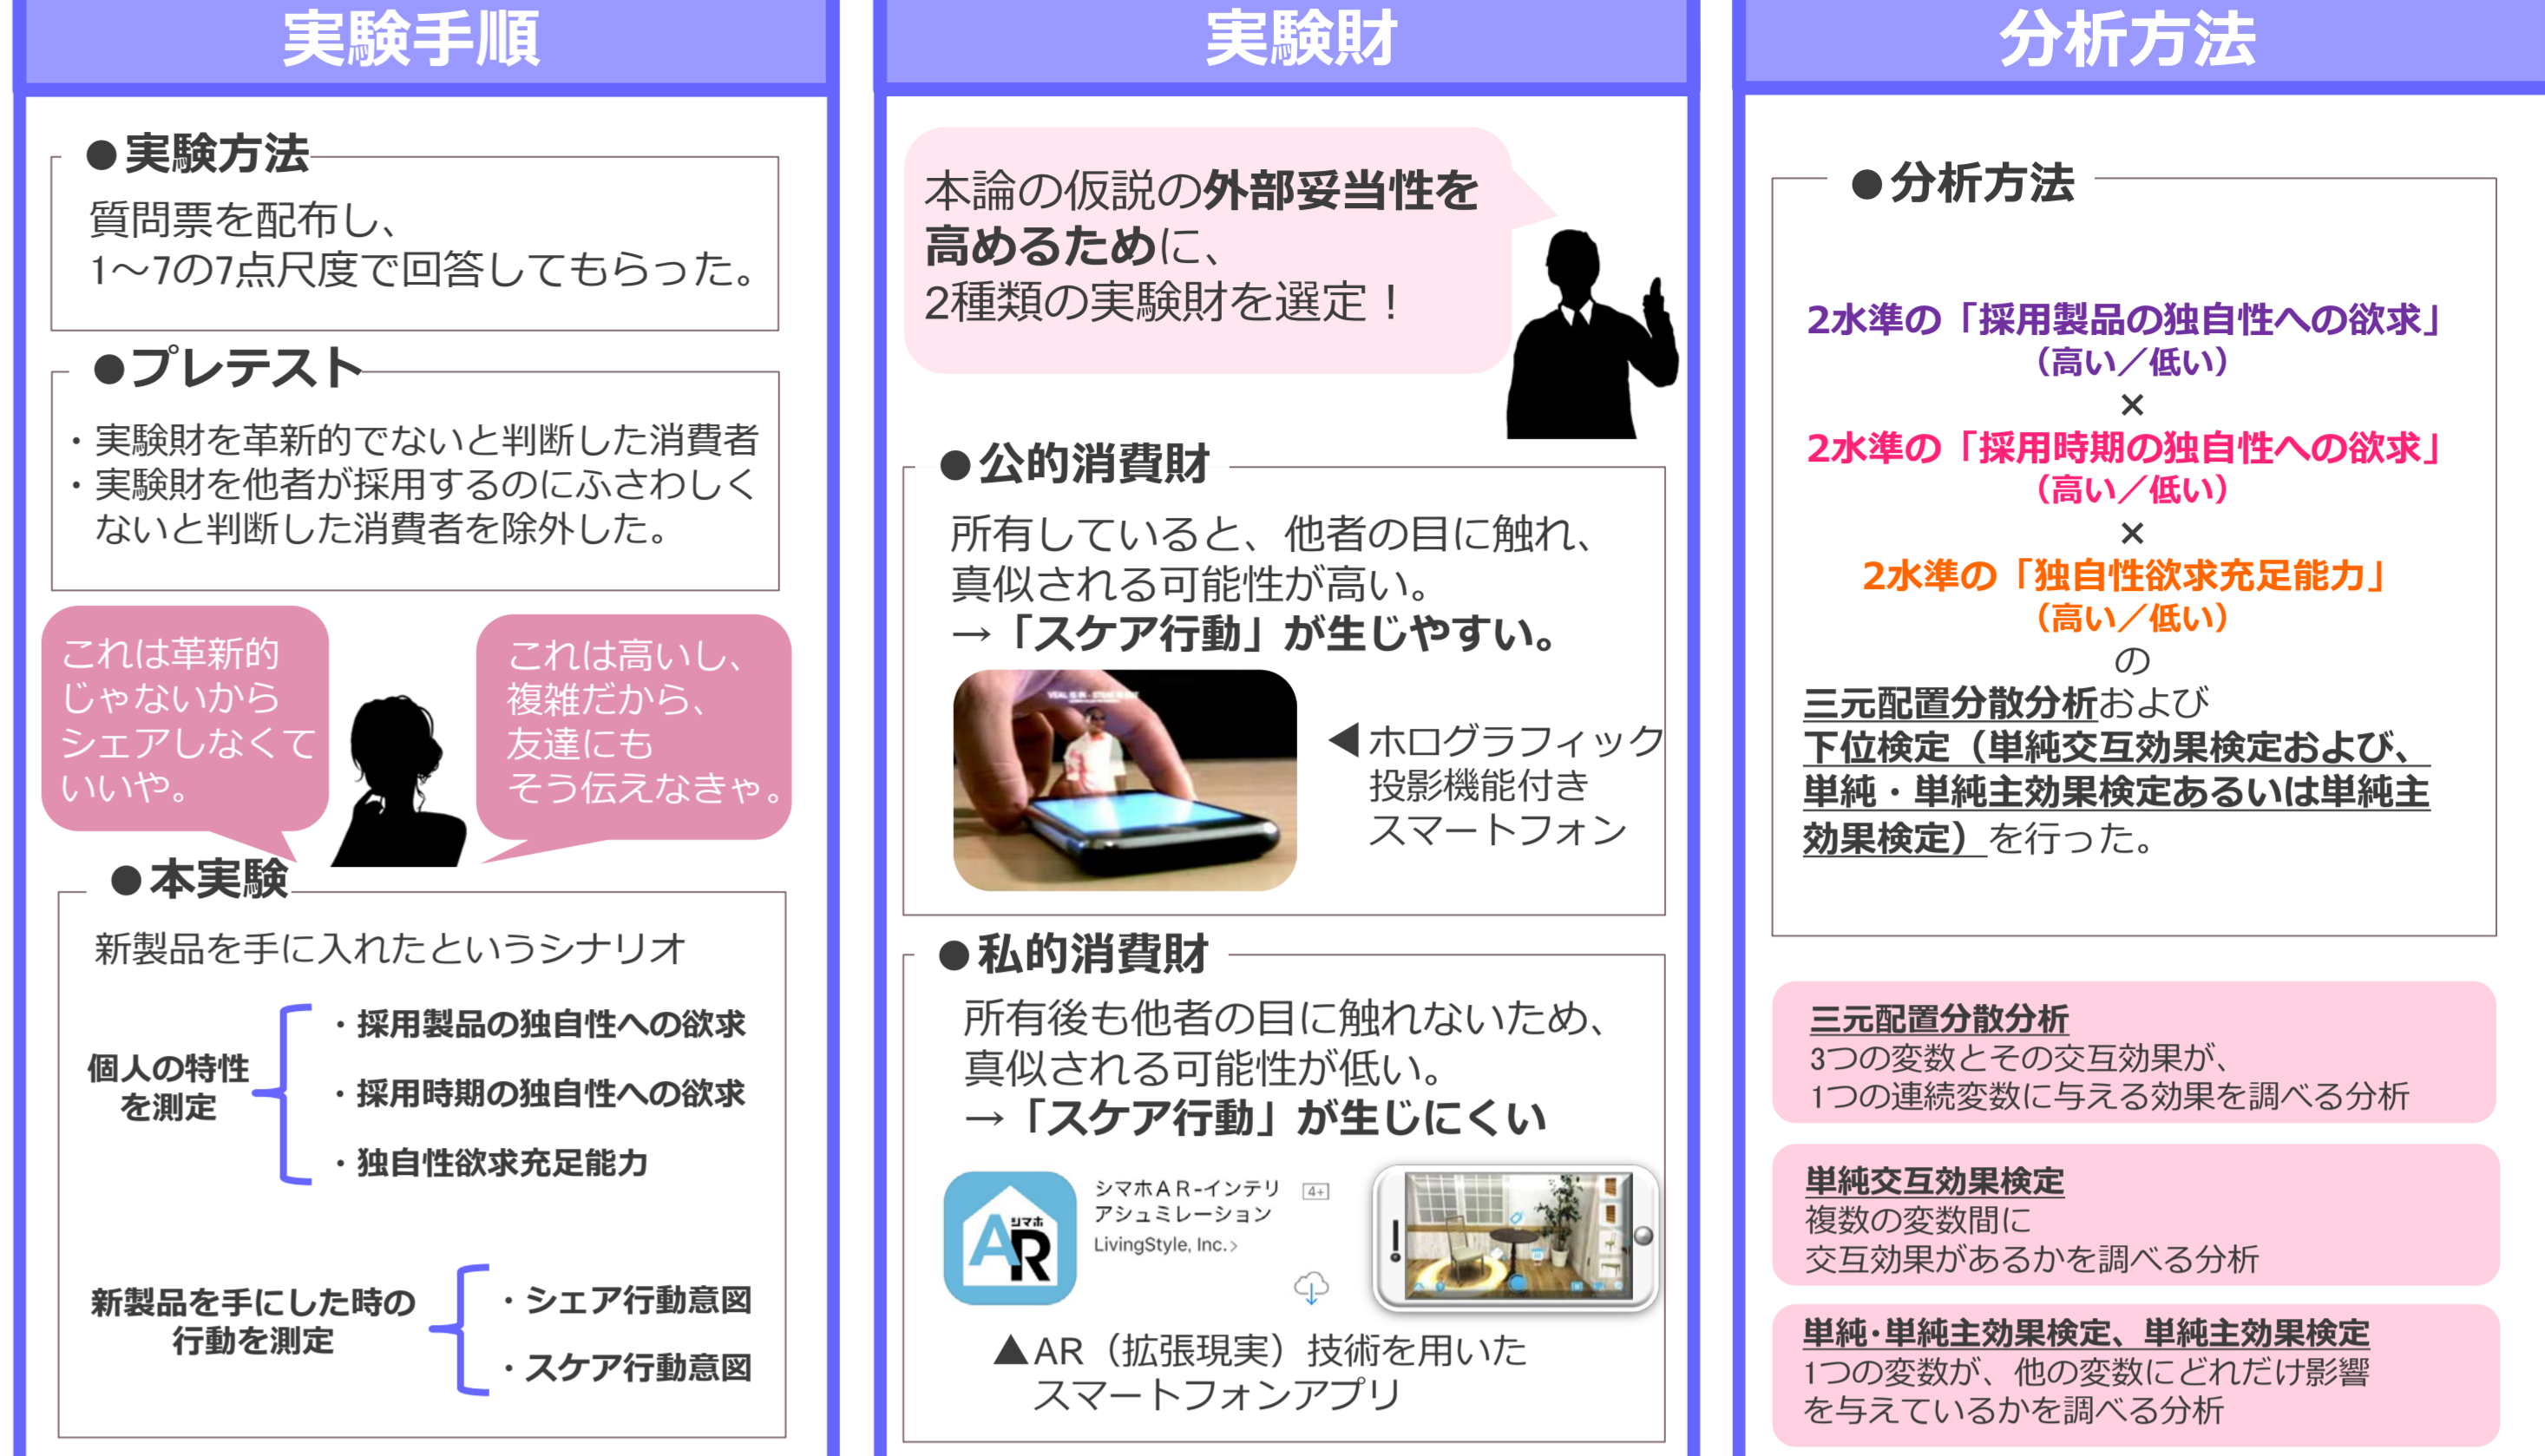 実験手順
●実験方法
質問票を配布し、
1〜7の7点尺度で回答してもらった。
●プレテスト
・実験財を革新的でないと判断した消費者
・実験財を他者が採用するのにふさわしく
ないと判断した消費者を除外した。
これは革新的
じゃないから
シェアしなくて
いいや。
これは高いし、
複雑だから、
友達にも
そう伝えなきゃ。
●本実験
新製品を手に入れたというシナリオ
個人の特性
を測定
・採用製品の独自性への欲求
・採用時期の独自性への欲求
・独自性欲求充足能力
新製品を手にした時の
行動を測定
・シェア行動意図
・スケア行動意図
実験財
本論の仮説の外部妥当性を
高めるために、
2種類の実験財を選定！
●公的消費財
所有していると、他者の目に触れ、
真似される可能性が高い。
→「スケア行動」が生じやすい。
◀ホログラフィック
投影機能付き
スマートフォン
●私的消費財
所有後も他者の目に触れないため、
真似される可能性が低い。
→「スケア行動」が生じにくい
シマホ
AR
シマホＡＲ-インテリ
アシュミレーション
LivingStyle, Inc.>
4+
▲AR（拡張現実）技術を用いた
スマートフォンアプリ
分析方法
●分析方法
2水準の「採用製品の独自性への欲求」
（高い／低い）
×
2水準の「採用時期の独自性への欲求」
（高い／低い）
×
2水準の「独自性欲求充足能力」
（高い／低い）
の
三元配置分散分析および
下位検定（単純交互効果検定および、
単純・単純主効果検定あるいは単純主
効果検定）を行った。
三元配置分散分析
3つの変数とその交互効果が、
1つの連続変数に与える効果を調べる分析
単純交互効果検定
複数の変数間に
交互効果があるかを調べる分析
単純・単純主効果検定、単純主効果検定
1つの変数が、他の変数にどれだけ影響
を与えているかを調べる分析